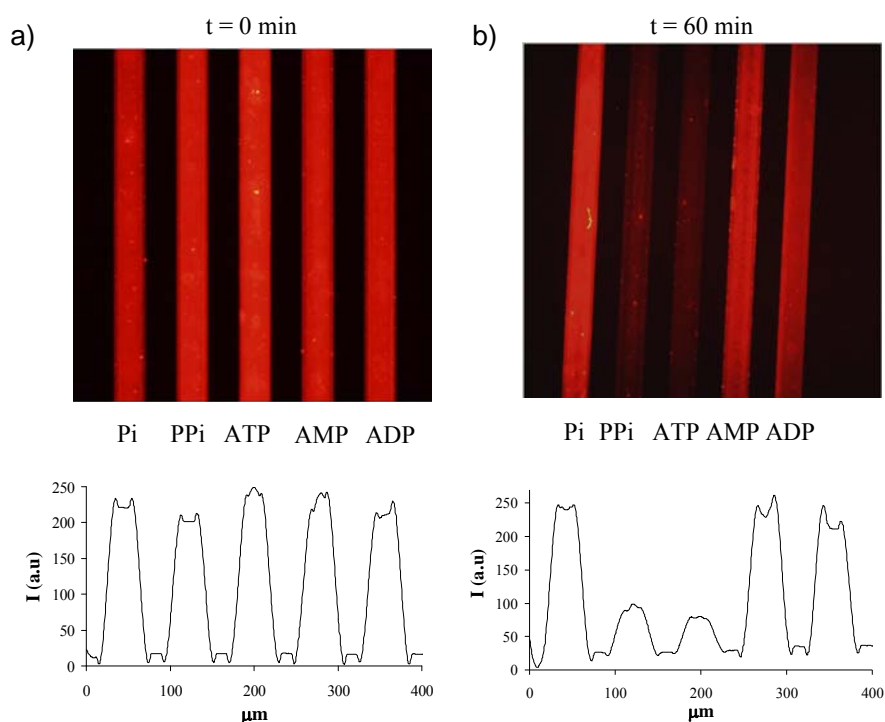 a)
t = 0 min
Pi PPi ATP AMP ADP
I (a.u)
250
200
150
100
50
0
0 100 200 300 400
µm
b)
t = 60 min
Pi PPi ATP AMP ADP
I (a.u)
250
200
150
100
50
0
0 100 200 300 400
µm